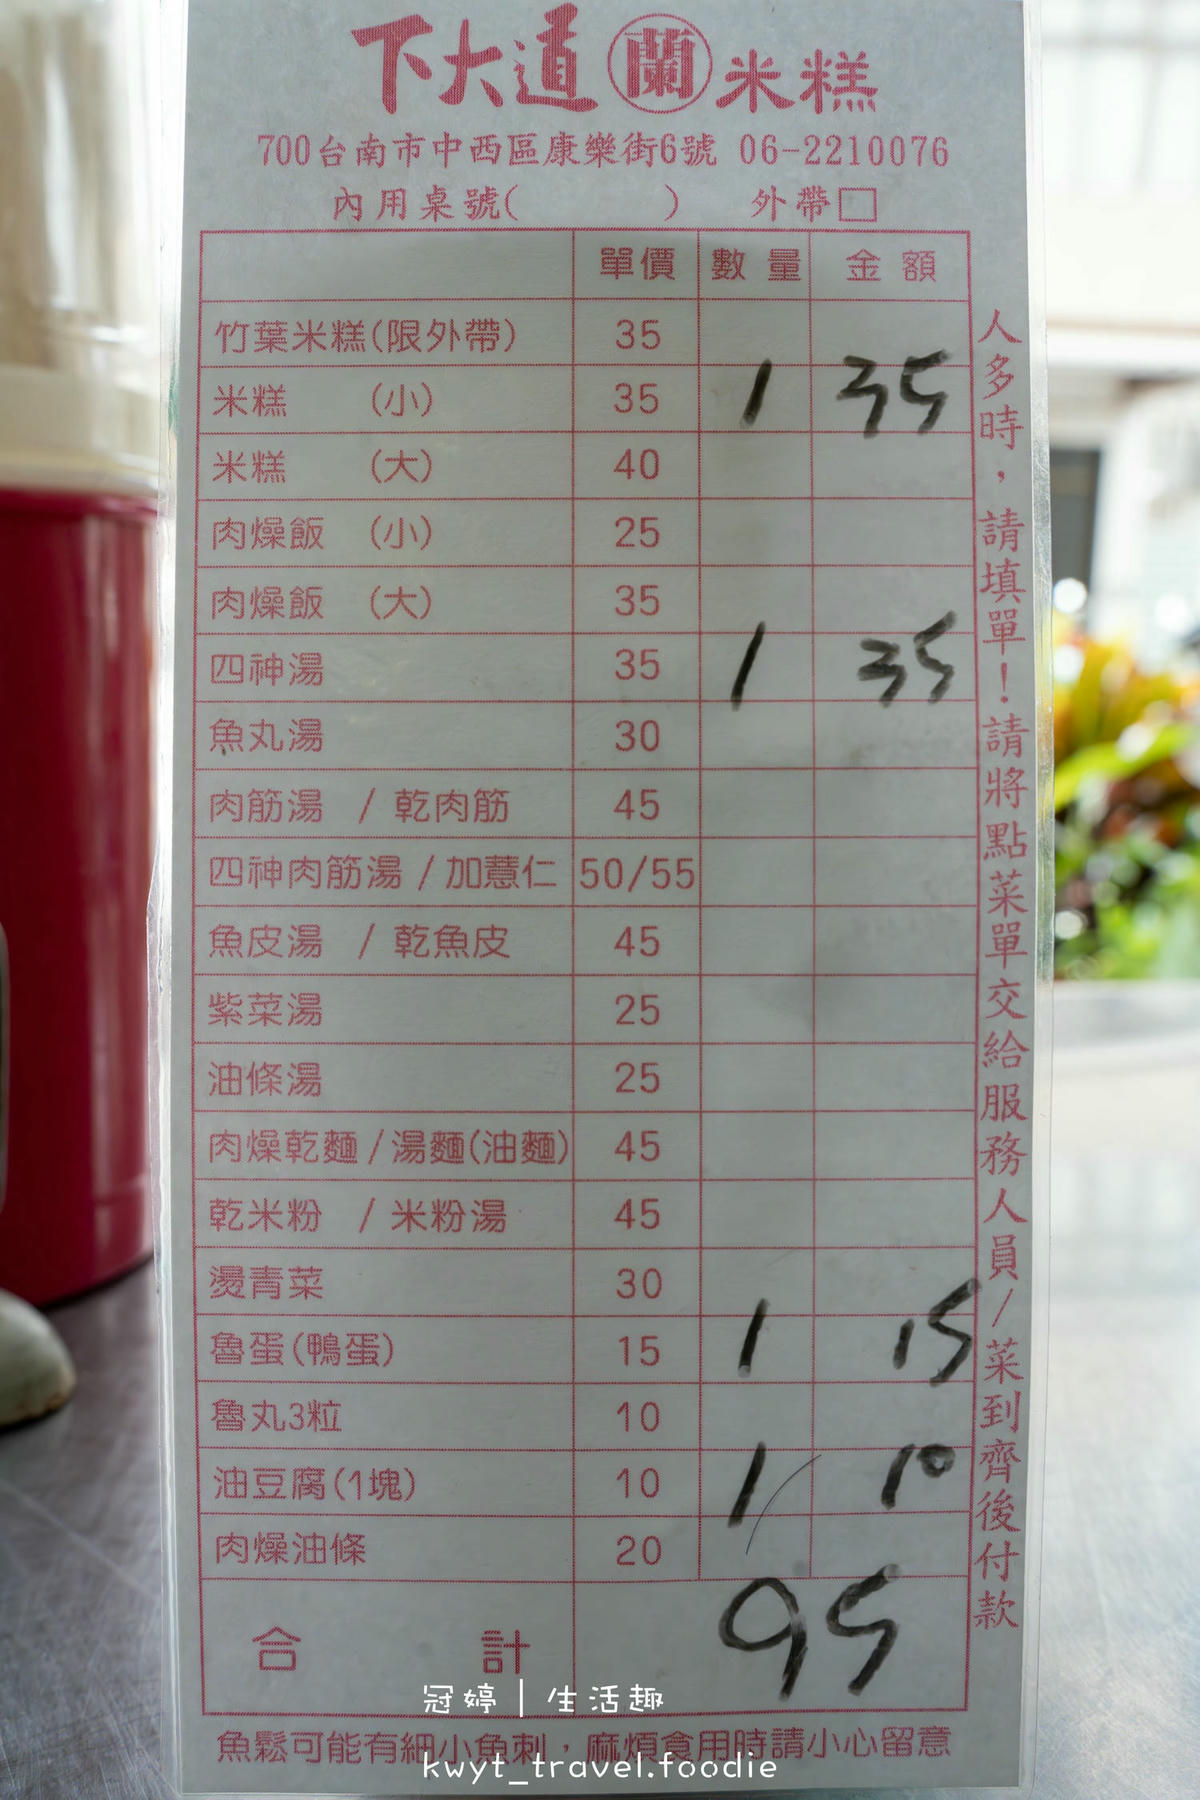 下大道蘭米糕
700台南市中西區康樂街6號 06-2210076
內用桌號( ) 外帶□
單價 數量 金額
竹葉米糕(限外帶) 35
米糕 (小) 35 1 35
米糕 (大) 40
肉燥飯 (小) 25
肉燥飯 (大) 35
四神湯 35 1 35
魚丸湯 30
肉筋湯 / 乾肉筋 45
四神肉筋湯 / 加薏仁 50/55
魚皮湯 / 乾魚皮 45
紫菜湯 25
油條湯 25
肉燥乾麵 / 湯麵(油麵) 45
乾米粉 / 米粉湯 45
燙青菜 30
魯蛋(鴨蛋) 15 1 15
魯丸3粒 10
油豆腐(1塊) 10 1 10
肉燥油條 20
合計 95
人多時，請填單！請將點菜單交給服務人員/菜到齊後付款
冠婷｜生活趣
魚鬆可能有細小魚刺，麻煩食用時請小心留意
kwyt_travel.foodie